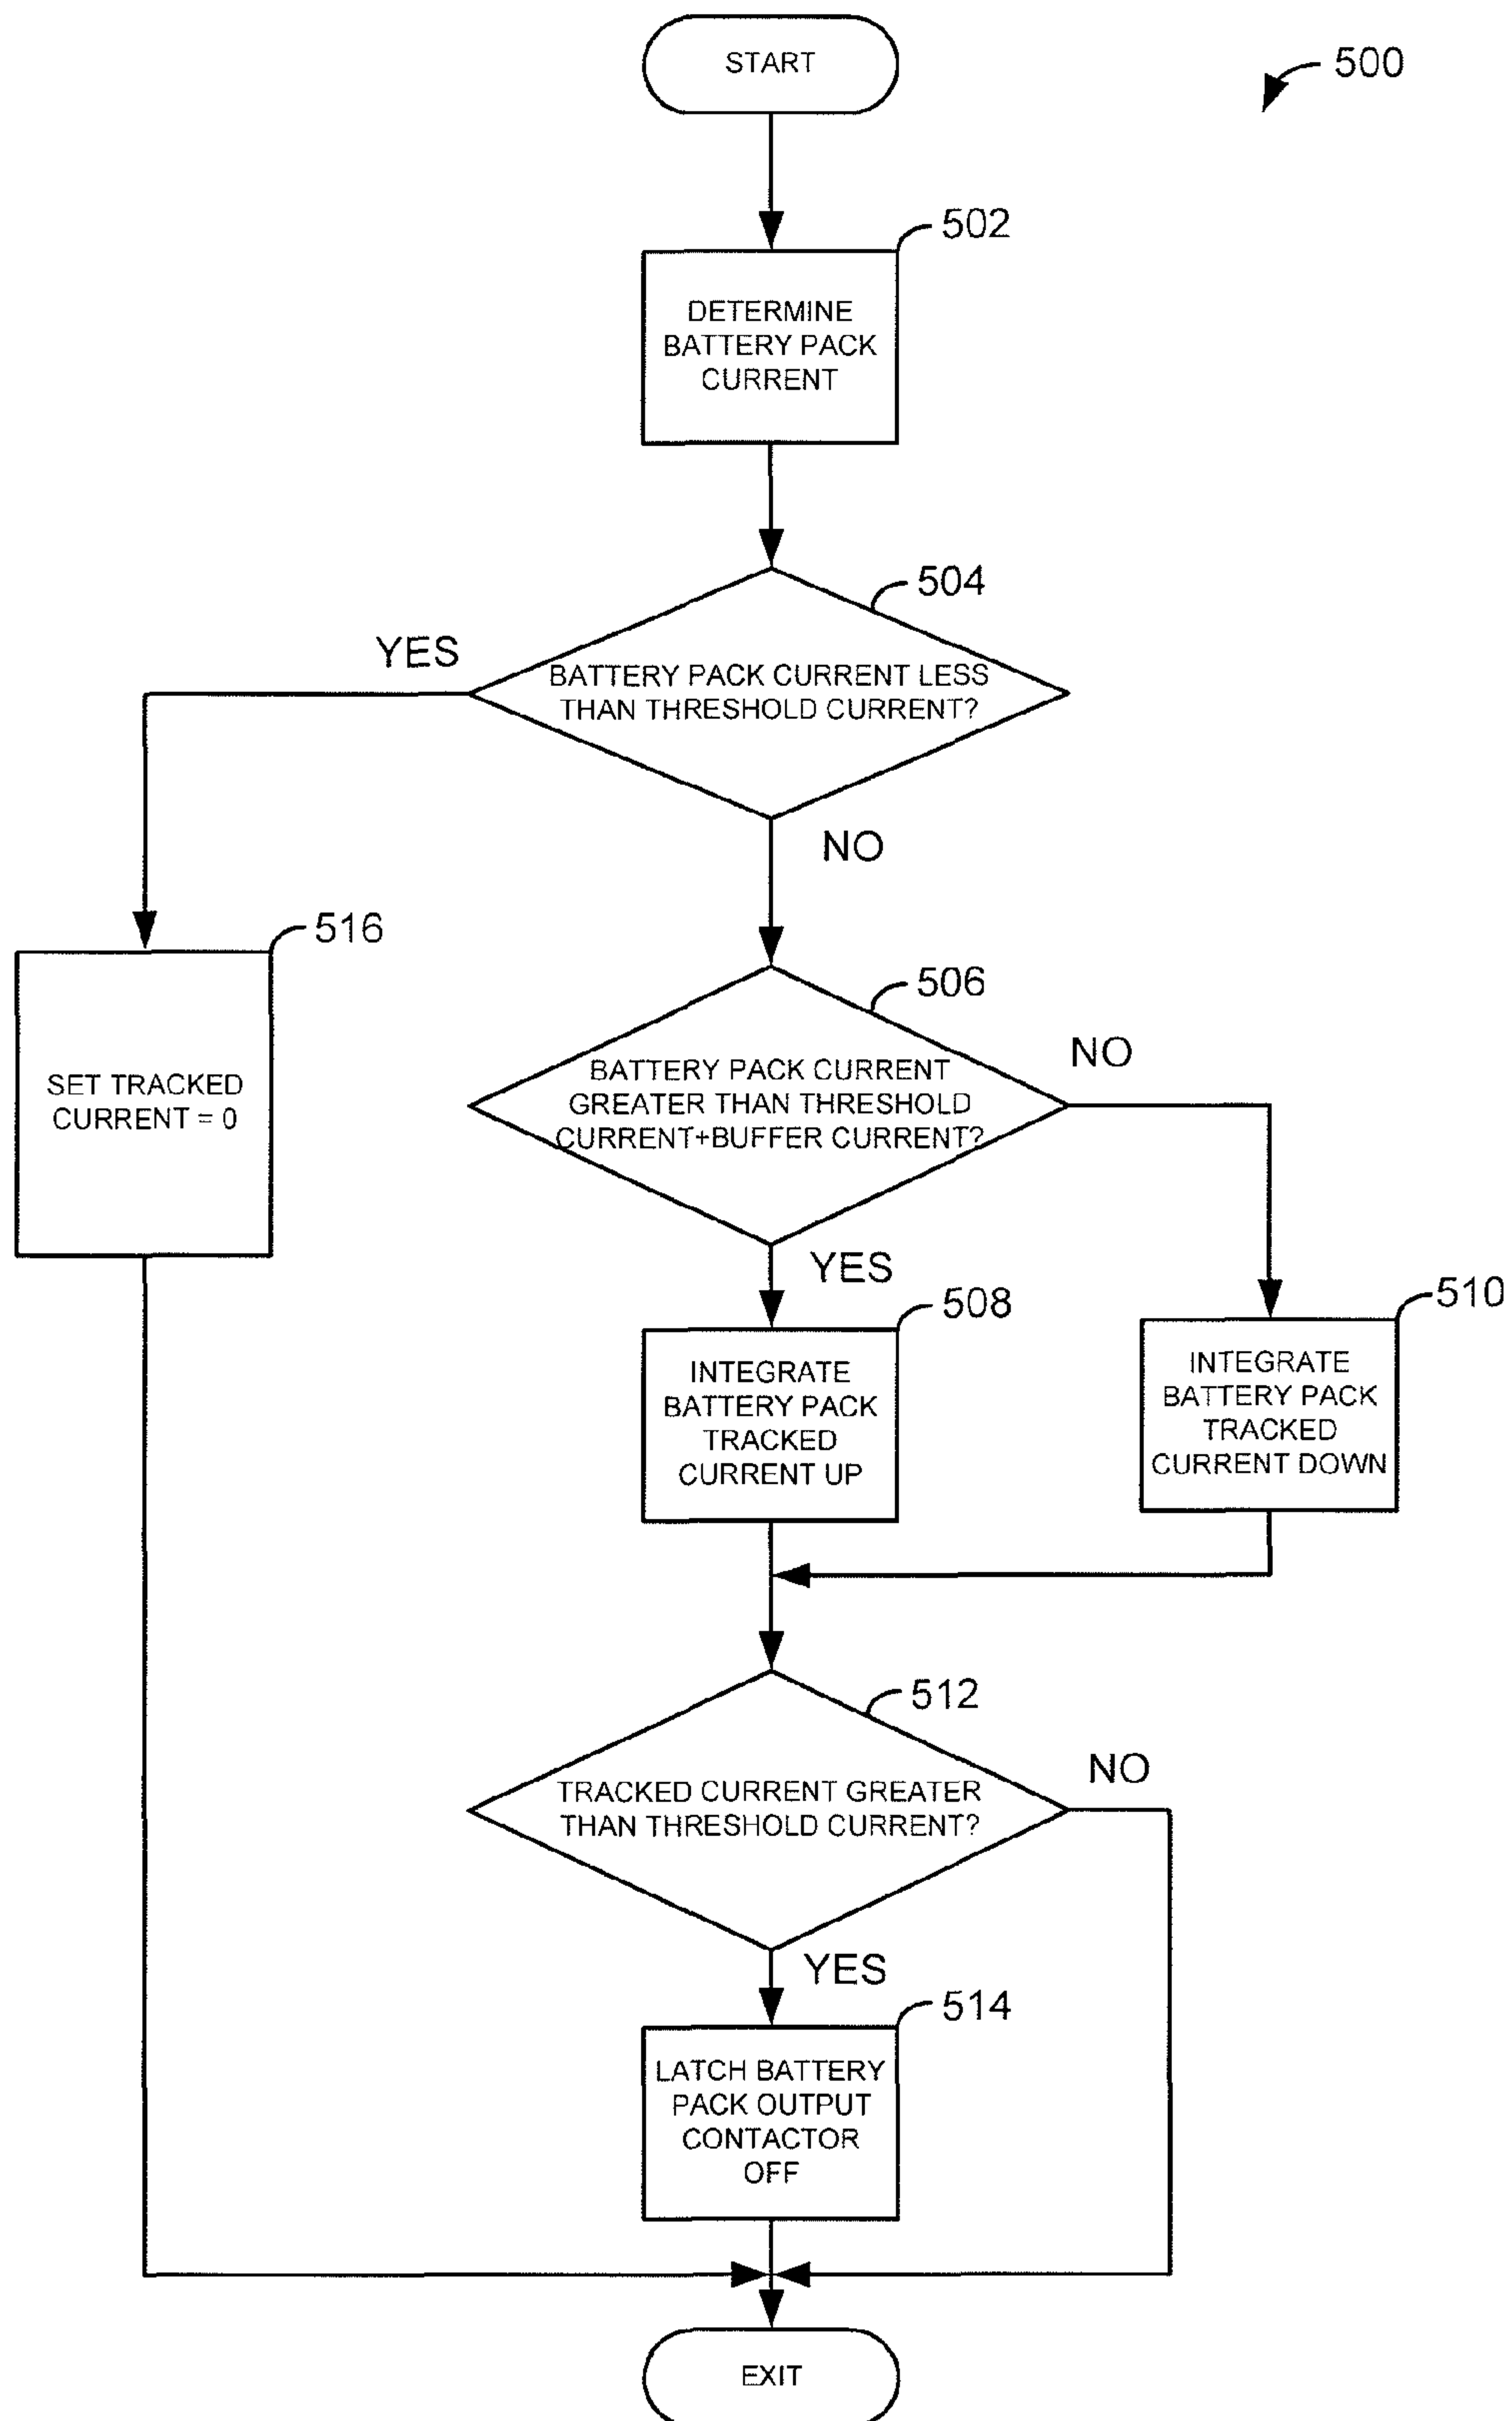 START
500
502
DETERMINE
BATTERY PACK
CURRENT
504
YES
BATTERY PACK CURRENT LESS
THAN THRESHOLD CURRENT?
NO
516
SET TRACKED
CURRENT = 0
506
NO
BATTERY PACK CURRENT
GREATER THAN THRESHOLD
CURRENT+BUFFER CURRENT?
YES
508
INTEGRATE
BATTERY PACK
TRACKED
CURRENT UP
510
INTEGRATE
BATTERY PACK
TRACKED
CURRENT DOWN
512
NO
TRACKED CURRENT GREATER
THAN THRESHOLD CURRENT?
YES
514
LATCH BATTERY
PACK OUTPUT
CONTACTOR
OFF
EXIT